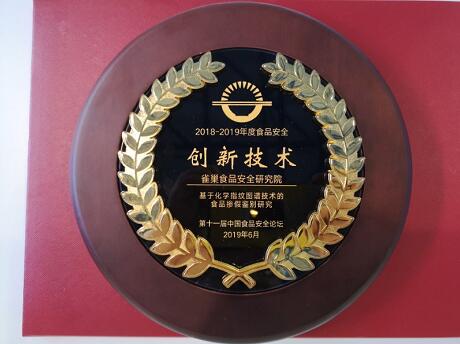 2018-2019年度食品安全
创新技术
雀巢食品安全研究院
基于化学指纹图谱技术的
食品掺假鉴别研究
第十一届中国食品安全论坛
2019年6月